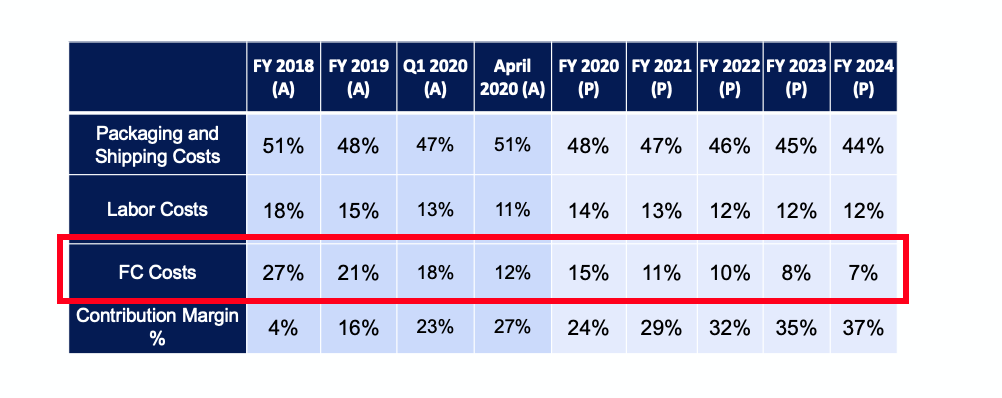 FY 2018 (A) FY 2019 (A) Q1 2020 (A) April 2020 (A) FY 2020 (P) FY 2021 (P) FY 2022 (P) FY 2023 (P) FY 2024 (P)
Packaging and Shipping Costs 51% 48% 47% 51% 48% 47% 46% 45% 44%
Labor Costs 18% 15% 13% 11% 14% 13% 12% 12% 12%
FC Costs 27% 21% 18% 12% 15% 11% 10% 8% 7%
Contribution Margin % 4% 16% 23% 27% 24% 29% 32% 35% 37%